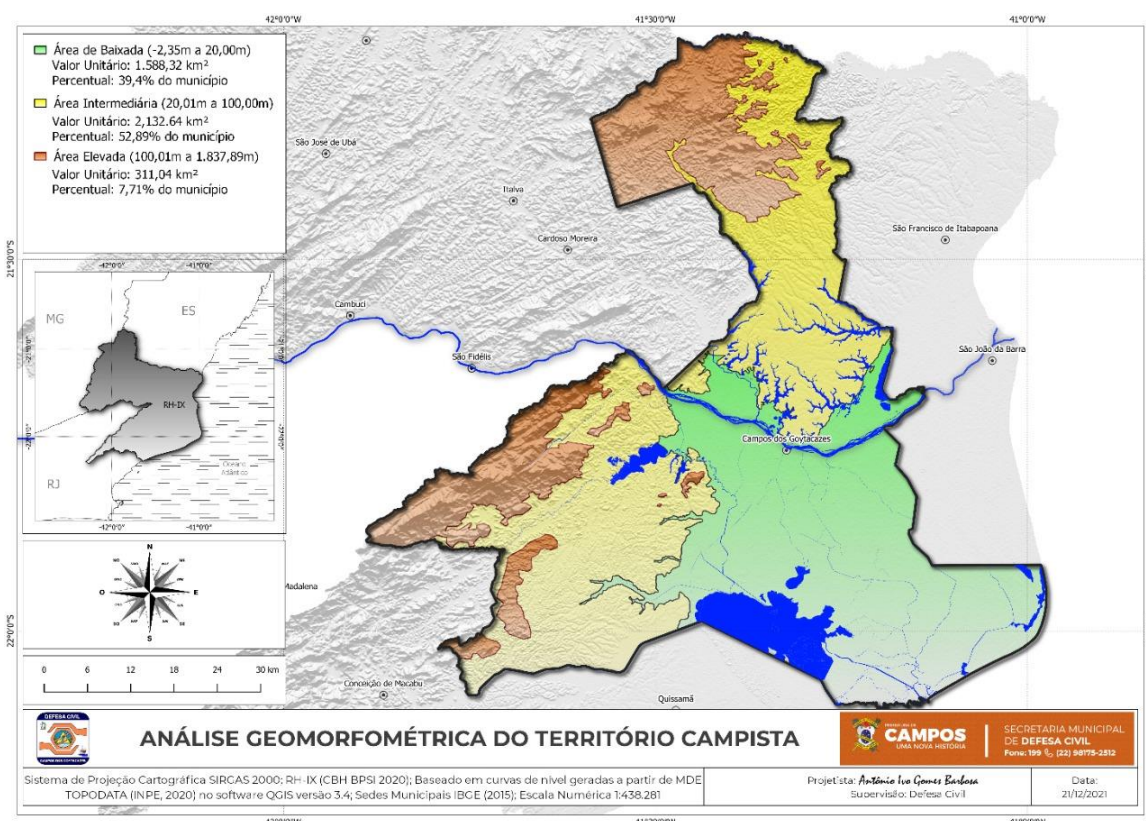 42°0'0"O
41°30'0"O
41°0'0"O
Área de Baixada (-2,35m a 20,00m)
Valor Unitário: 1.588,32 km²
Percentual: 39,4% do município
Área Intermediária (20,01m a 100,00m)
Valor Unitário: 2,132.64 km²
Percentual: 52,89% do município
Área Elevada (100,01m a 1.837,89m)
Valor Unitário: 311,04 km²
Percentual: 7,71% do município
São José de Ubá
Italva
Cardoso Moreira
São Francisco de Itabapoana
21°30'0"S
-42°0'0"
-41°0'0"
MG
ES
Cambuci
São Fidélis
São João da Barra
RH-IX
Campos dos Goytacazes
Oceano
Atlântico
RJ
-42°0'0"
-41°0'0"
N
O
E
S
Madalena
22°0'0"S
0 6 12 18 24 30 km
Conceição de Macabu
Quissamã
DEFESA CIVIL
ANÁLISE GEOMORFOMÉTRICA DO TERRITÓRIO CAMPISTA
PREFEITURA DE
CAMPOS
UMA NOVA HISTÓRIA
SECRETARIA MUNICIPAL
DE DEFESA CIVIL
Fone: 199 (22) 98175-2512
Sistema de Projeção Cartográfica SIRCAS 2000; RH-IX (CBH BPSI 2020); Baseado em curvas de nível geradas a partir de MDE
TOPODATA (INPE, 2020) no software QGIS versão 3.4; Sedes Municipais IBGE (2015); Escala Numérica 1:438.281
Projetista: Antônio Ivo Gomes Barbosa
Supervisão: Defesa Civil
Data:
21/12/2021